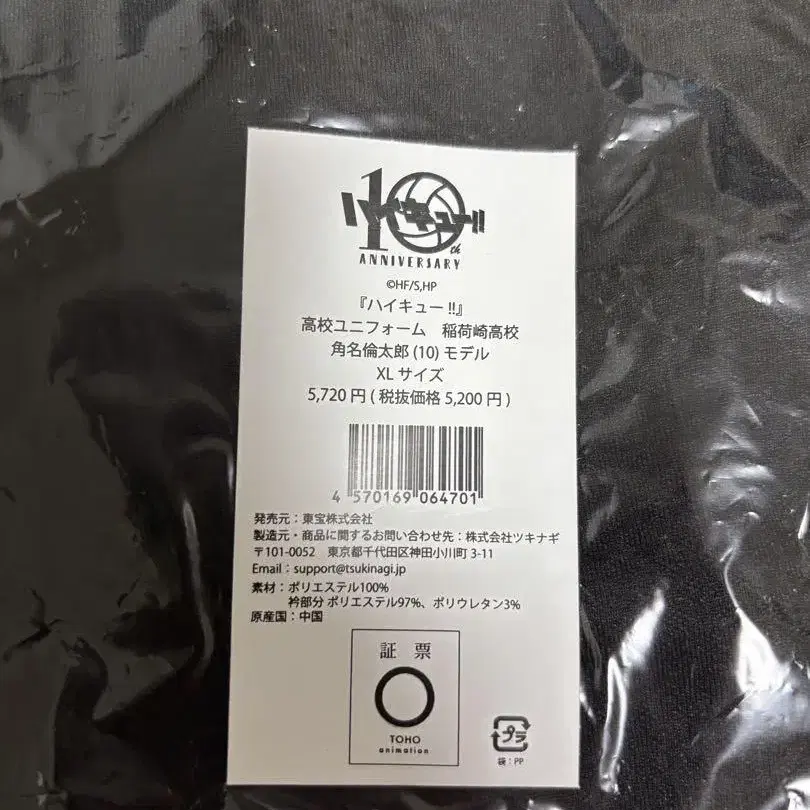 ハイキュー!!
10th
ANNIVERSARY
©HF/S,HP
『ハイキュー!!』
高校ユニフォーム　稲荷崎高校
角名倫太郎 (10) モデル
XL サイズ
5,720 円 ( 税抜価格 5,200 円 )
4 570169 064701
発売元：東宝株式会社
製造元・商品に関するお問い合わせ先：株式会社ツキナギ
〒101-0052　東京都千代田区神田小川町 3-11
Email：support@tsukinagi.jp
素材：ポリエステル100%
衿部分 ポリエステル97%、ポリウレタン3%
原産国：中国
証 票
TOHO
animation
プラ
袋：PP